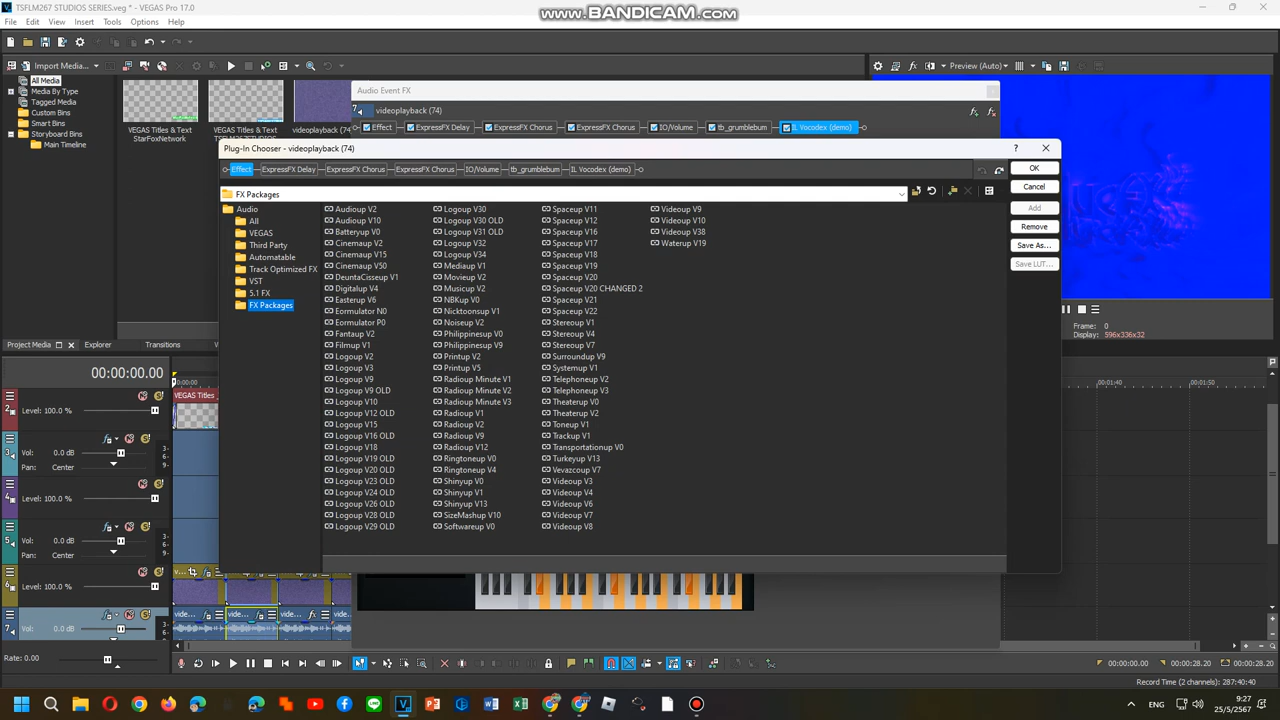 TSFLM267 STUDIOS SERIES.veg * - VEGAS Pro 17.0
www.BANDICAM.com
File Edit View Insert Tools Options Help
Import Media...
Preview (Auto)
All Media
Media By Type
Tagged Media
Custom Bins
Smart Bins
Storyboard Bins
Main Timeline
VEGAS Titles & Text StarFoxNetwork
VEGAS Titles & Text TSFLM267STUDIOS
videoplayback (74)
Audio Event FX
videoplayback (74)
Effect ExpressFX Delay ExpressFX Chorus ExpressFX Chorus IO/Volume tb_grumblebum IL Vocodex (demo)
Plug-In Chooser - videoplayback (74)
Effect ExpressFX Delay ExpressFX Chorus ExpressFX Chorus IO/Volume tb_grumblebum IL Vocodex (demo)
OK
Cancel
Add
Remove
Save As...
Save LUT...
FX Packages
Audio
All
VEGAS
Third Party
Automatable
Track Optimized FX
VST
5.1 FX
FX Packages
Audioup V2
Audioup V10
Batteryup V0
Cinemaup V2
Cinemaup V15
Cinemaup V50
DeuntaCisseup V1
Digitalup V4
Easterup V6
Eormulator N0
Eormulator P0
Fantaup V2
Filmup V1
Logoup V2
Logoup V3
Logoup V9
Logoup V9 OLD
Logoup V10
Logoup V12 OLD
Logoup V15
Logoup V16 OLD
Logoup V18
Logoup V19 OLD
Logoup V20 OLD
Logoup V23 OLD
Logoup V24 OLD
Logoup V26 OLD
Logoup V28 OLD
Logoup V29 OLD
Logoup V30
Logoup V30 OLD
Logoup V31 OLD
Logoup V32
Logoup V34
Mediaup V1
Movieup V2
Musicup V2
NBKup V0
Nicktoonsup V1
Noiseup V2
Philippinesup V0
Philippinesup V9
Printup V2
Printup V5
Radioup Minute V1
Radioup Minute V2
Radioup Minute V3
Radioup V1
Radioup V2
Radioup V9
Radioup V12
Ringtoneup V0
Ringtoneup V4
Shinyup V0
Shinyup V1
Shinyup V13
SizeMashup V10
Softwareup V0
Spaceup V11
Spaceup V12
Spaceup V16
Spaceup V17
Spaceup V18
Spaceup V19
Spaceup V20
Spaceup V20 CHANGED 2
Spaceup V21
Spaceup V22
Stereoup V1
Stereoup V4
Stereoup V7
Surroundup V9
Systemup V1
Telephoneup V2
Telephoneup V3
Theaterup V0
Theaterup V2
Toneup V1
Trackup V1
Transportationup V0
Turkeyup V13
Vevazcoup V7
Videoup V3
Videoup V4
Videoup V6
Videoup V7
Videoup V8
Videoup V9
Videoup V10
Videoup V38
Waterup V19
Frame: 0
Display: 596x336x32
Project Media Explorer Transitions
00:00:00.00
00:01:40 00:01:50
VEGAS Titles
2 Level: 100.0 %
3 Vol: 0.0 dB
Pan: Center
4 Level: 100.0 %
5 Vol: 0.0 dB
Pan: Center
6 Level: 100.0 %
7 Vol: 0.0 dB
Rate: 0.00
00:00:00.00 00:00:28.20 00:00:28.20
Record Time (2 channels): 287:40:40
ENG
9:27
25/5/2567